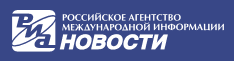 РИА
РОССИЙСКОЕ АГЕНТСТВО
МЕЖДУНАРОДНОЙ ИНФОРМАЦИИ
НОВОСТИ